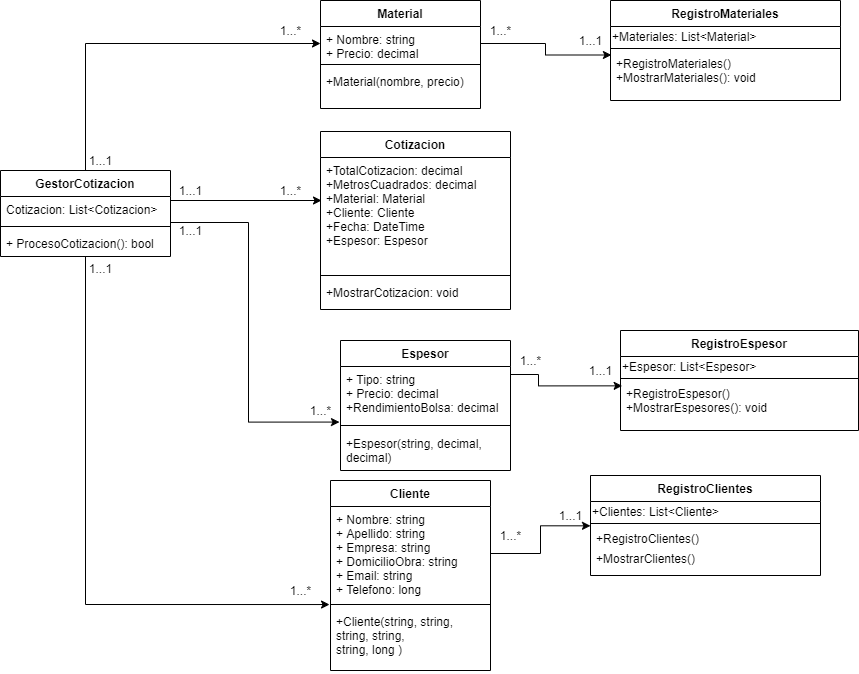 Material
+ Nombre: string
+ Precio: decimal
+Material(nombre, precio)
1...*
1...*
1...1
RegistroMateriales
+Materiales: List<Material>
+RegistroMateriales()
+MostrarMateriales(): void
1...1
GestorCotizacion
Cotizacion: List<Cotizacion>
+ ProcesoCotizacion(): bool
1...1
1...*
1...1
1...1
Cotizacion
+TotalCotizacion: decimal
+MetrosCuadrados: decimal
+Material: Material
+Cliente: Cliente
+Fecha: DateTime
+Espesor: Espesor
+MostrarCotizacion: void
Espesor
+ Tipo: string
+ Precio: decimal
+RendimientoBolsa: decimal
+Espesor(string, decimal,
decimal)
1...*
1...*
1...1
RegistroEspesor
+Espesor: List<Espesor>
+RegistroEspesor()
+MostrarEspesores(): void
Cliente
+ Nombre: string
+ Apellido: string
+ Empresa: string
+ DomicilioObra: string
+ Email: string
+ Telefono: long
+Cliente(string, string,
string, string,
string, long )
1...*
1...*
1...1
RegistroClientes
+Clientes: List<Cliente>
+RegistroClientes()
+MostrarClientes()